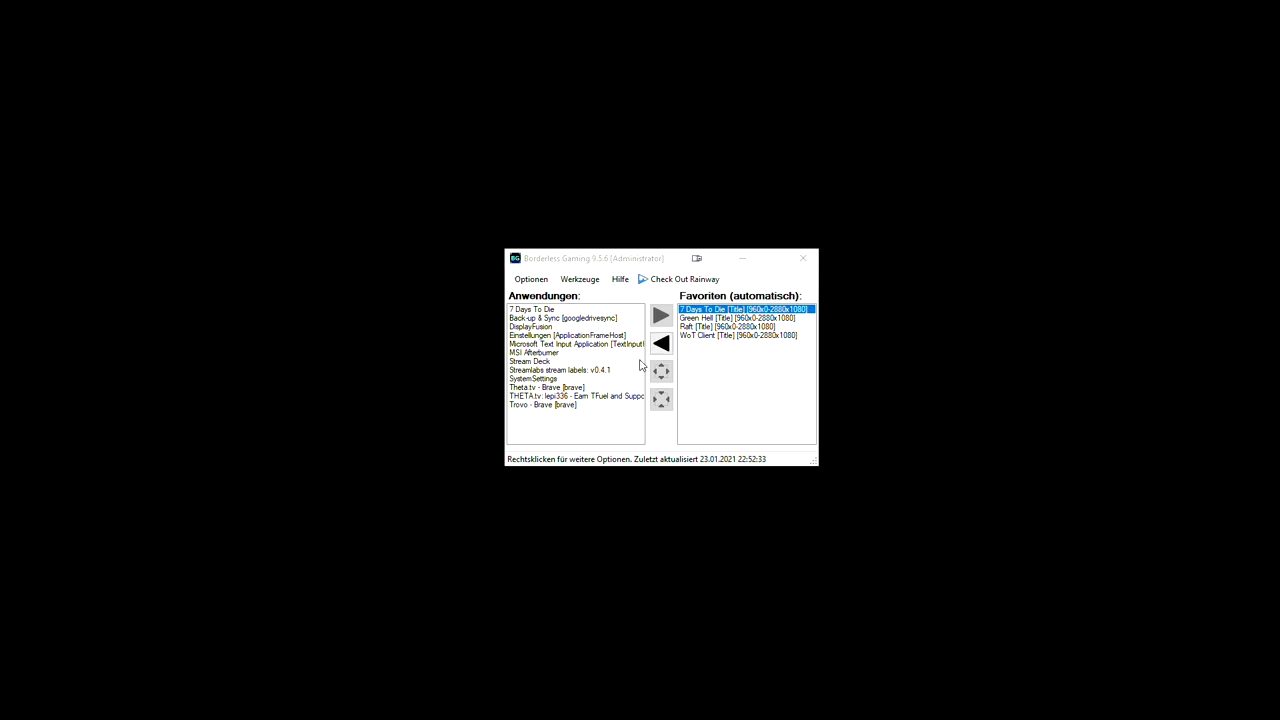 BG
Borderless Gaming 9.5.6 [Administrator]
Optionen Werkzeuge Hilfe Check Out Rainway
Anwendungen:
7 Days To Die
Back-up & Sync [googledrivesync]
DisplayFusion
Einstellungen [ApplicationFrameHost]
Microsoft Text Input Application [TextInputI
MSI Afterburner
Stream Deck
Streamlabs stream labels: v0.4.1
SystemSettings
Theta.tv - Brave [brave]
THETA.tv: lepi336 - Earn TFuel and Suppo
Trovo - Brave [brave]
Favoriten (automatisch):
7 Days To Die [Title] [960x0-2880x1080]
Green Hell [Title] [960x0-2880x1080]
Raft [Title] [960x0-2880x1080]
WoT Client [Title] [960x0-2880x1080]
Rechtsklicken für weitere Optionen. Zuletzt aktualisiert 23.01.2021 22:52:33